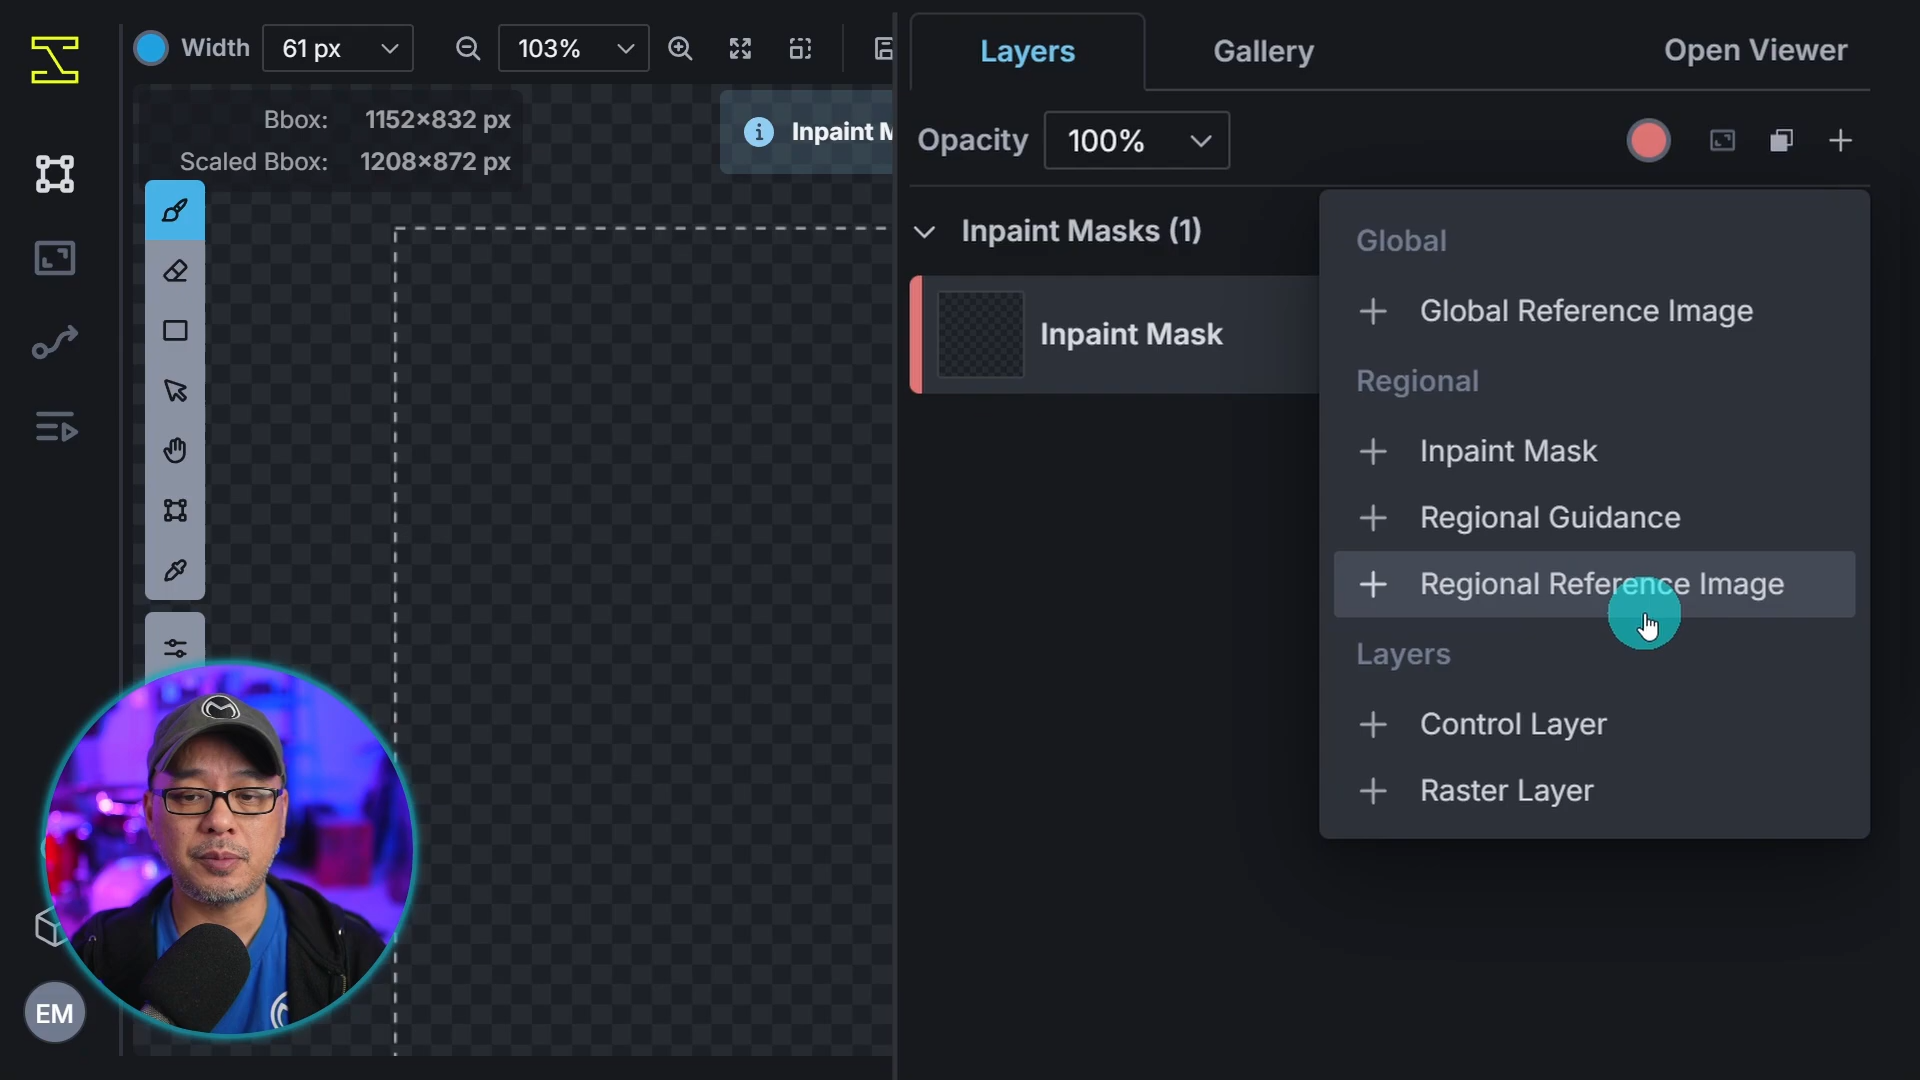 Width 61 px 103%
Layers Gallery Open Viewer
Bbox: 1152×832 px
Scaled Bbox: 1208×872 px
Inpaint M
Opacity 100%
Inpaint Masks (1)
Inpaint Mask
Global
Global Reference Image
Regional
Inpaint Mask
Regional Guidance
Regional Reference Image
Layers
Control Layer
Raster Layer
EM